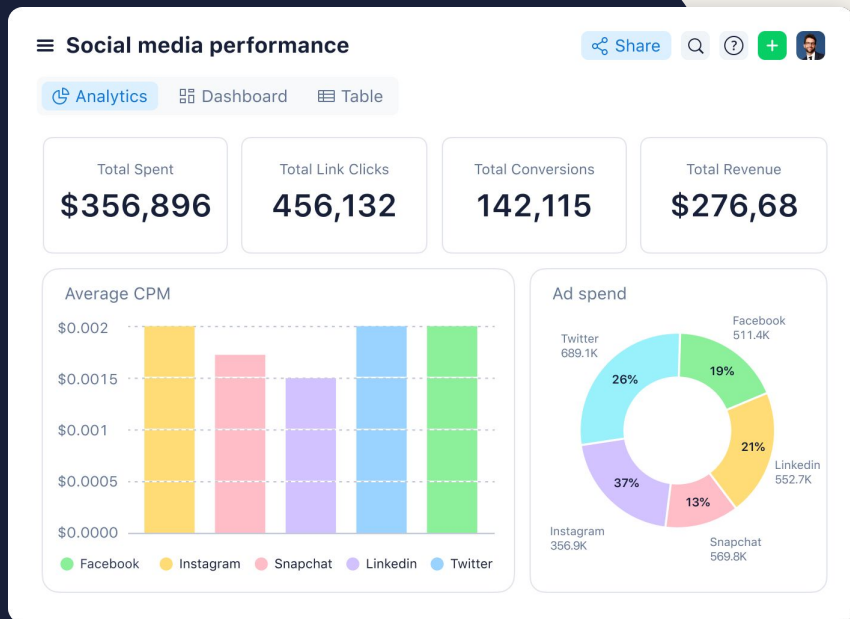 Social media performance
Share
?
+
Analytics
Dashboard
Table
Total Spent
$356,896
Total Link Clicks
456,132
Total Conversions
142,115
Total Revenue
$276,68
Average CPM
$0.002
$0.0015
$0.001
$0.0005
$0.0000
Facebook
Instagram
Snapchat
Linkedin
Twitter
Ad spend
Facebook
511.4K
Twitter
689.1K
19%
26%
21%
Linkedin
552.7K
37%
13%
Instagram
356.9K
Snapchat
569.8K